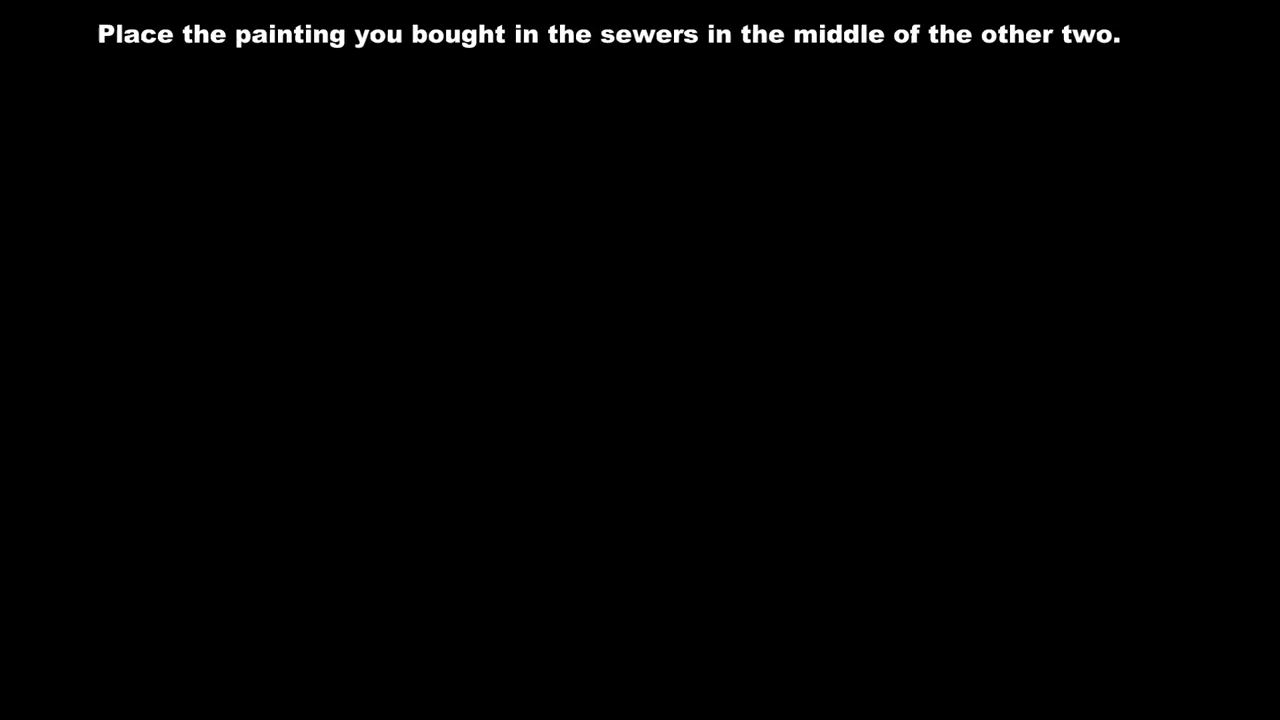 Place the painting you bought in the sewers in the middle of the other two.